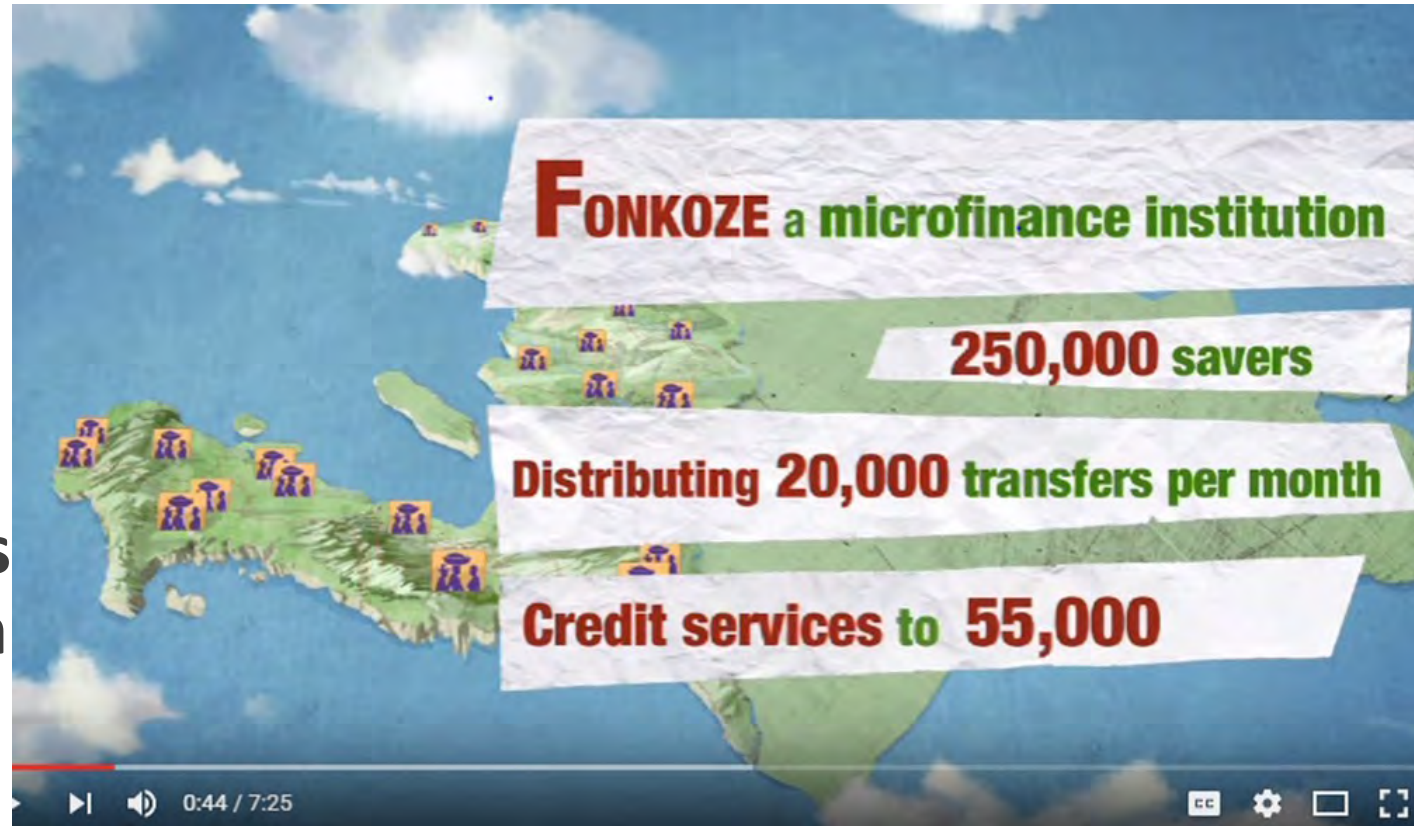 FONKOZE a microfinance institution
250,000 savers
Distributing 20,000 transfers per month
Credit services to 55,000
0:44 / 7:25
CC